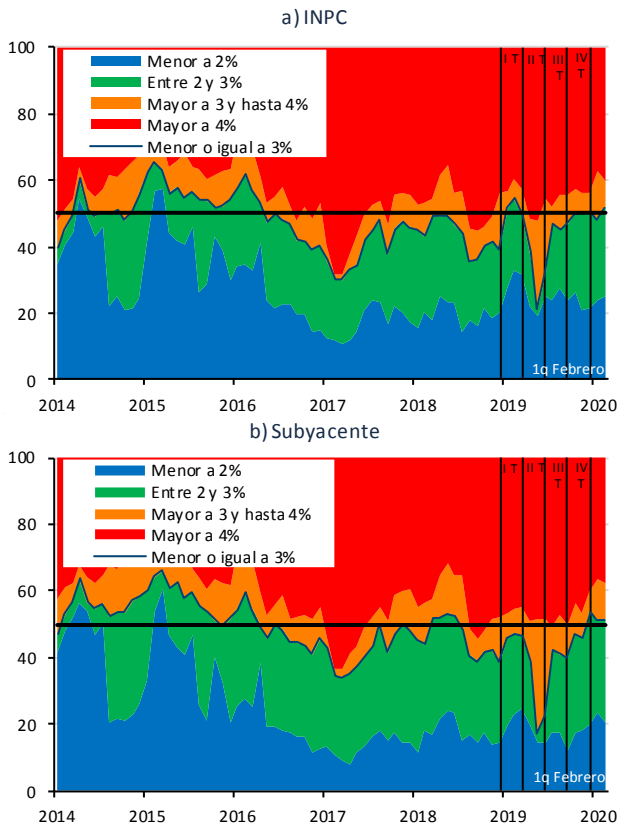 a) INPC
100
80
60
40
20
0
Menor a 2%
Entre 2 y 3%
Mayor a 3 y hasta 4%
Mayor a 4%
Menor o igual a 3%
I T
II T
III T
IV T
1q Febrero
2014 2015 2016 2017 2018 2019 2020
b) Subyacente
100
80
60
40
20
0
Menor a 2%
Entre 2 y 3%
Mayor a 3 y hasta 4%
Mayor a 4%
Menor o igual a 3%
I T
II T
III T
IV T
1q Febrero
2014 2015 2016 2017 2018 2019 2020